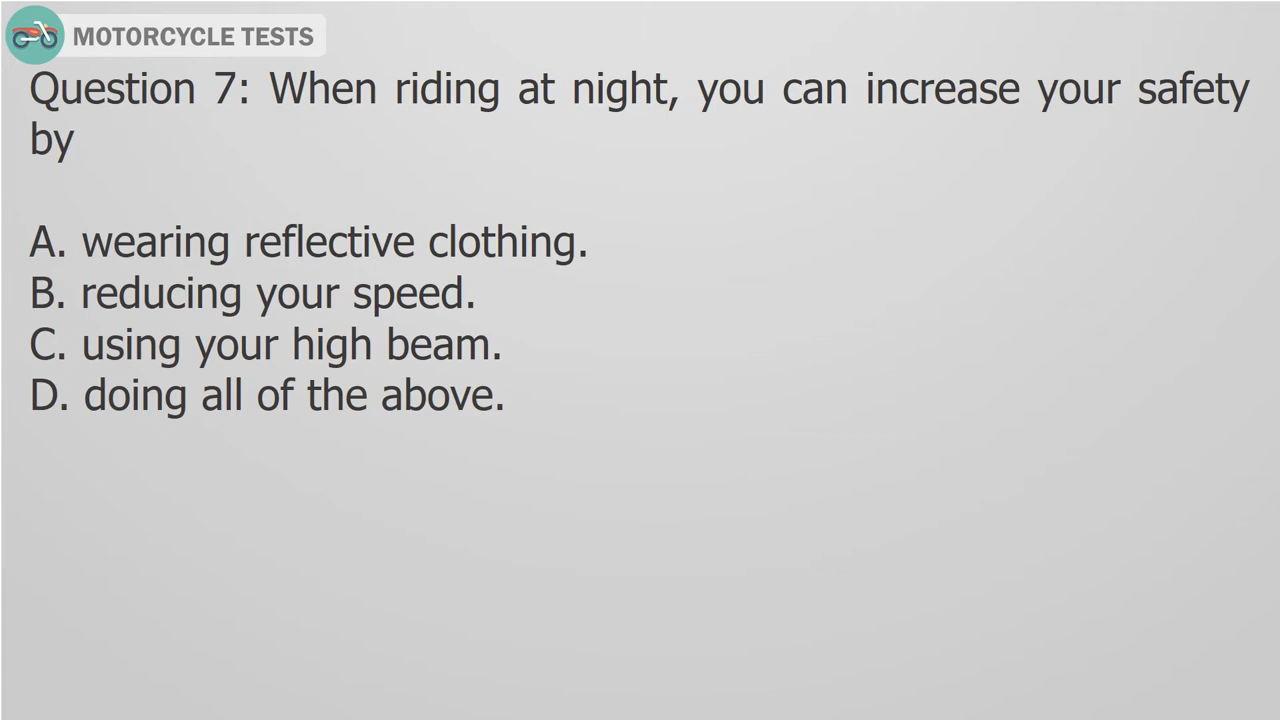 MOTORCYCLE TESTS
Question 7: When riding at night, you can increase your safety
by
A. wearing reflective clothing.
B. reducing your speed.
C. using your high beam.
D. doing all of the above.